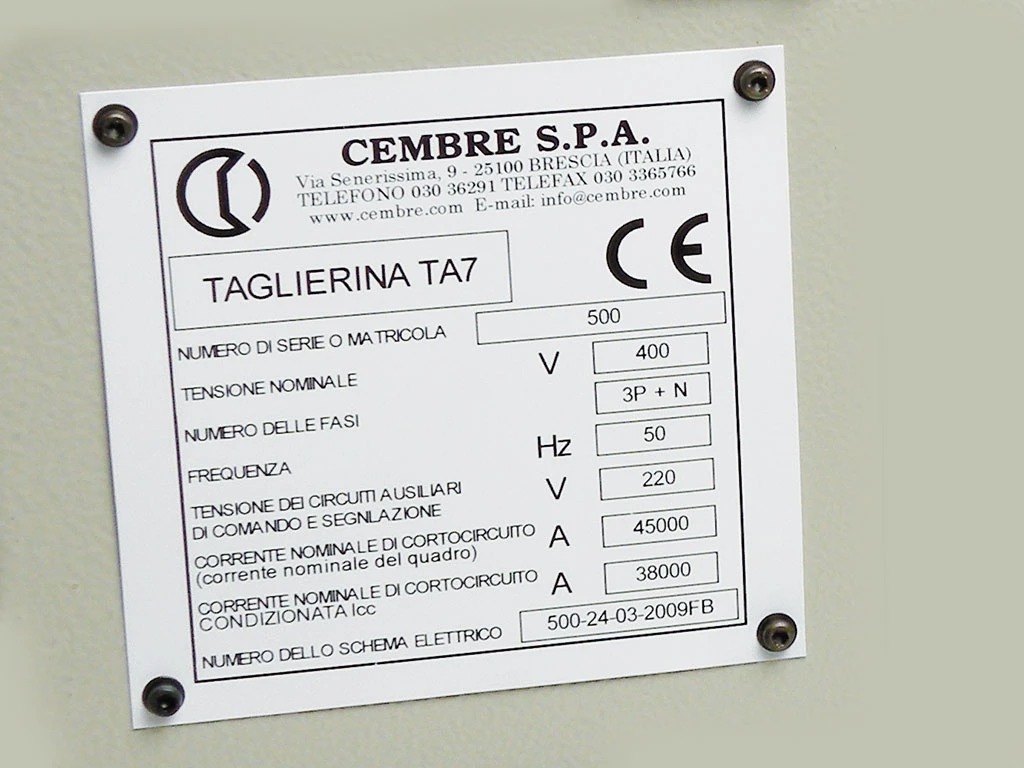 CEMBRE S.P.A.
Via Senerissima, 9 - 25100 BRESCIA (ITALIA)
TELEFONO 030 36291 TELEFAX 030 3365766
www.cembre.com E-mail: info@cembre.com
CE
TAGLIERINA TA7
NUMERO DI SERIE O MATRICOLA 500
TENSIONE NOMINALE V 400
NUMERO DELLE FASI 3P + N
FREQUENZA Hz 50
TENSIONE DEI CIRCUITI AUSILIARI V 220
DI COMANDO E SEGNLAZIONE
CORRENTE NOMINALE DI CORTOCIRCUITO A 45000
(corrente nominale del quadro)
CORRENTE NOMINALE DI CORTOCIRCUITO A 38000
CONDIZIONATA Icc
NUMERO DELLO SCHEMA ELETTRICO 500-24-03-2009FB